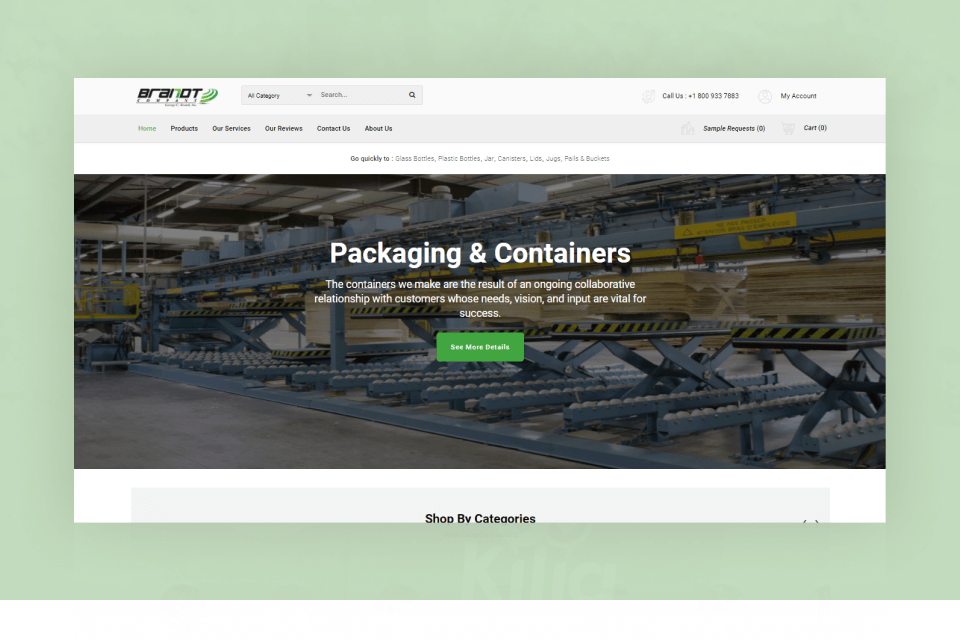 BRANDT
COMPANY
All Category
Search...
Call Us : +1 800 933 7883
My Account
Home
Products
Our Services
Our Reviews
Contact Us
About Us
Sample Requests (0)
Cart (0)
Go quickly to : Glass Bottles, Plastic Bottles, Jar, Canisters, Lids, Jugs, Pails & Buckets
Packaging & Containers
The containers we make are the result of an ongoing collaborative
relationship with customers whose needs, vision, and input are vital for
success.
See More Details
Shop By Categories